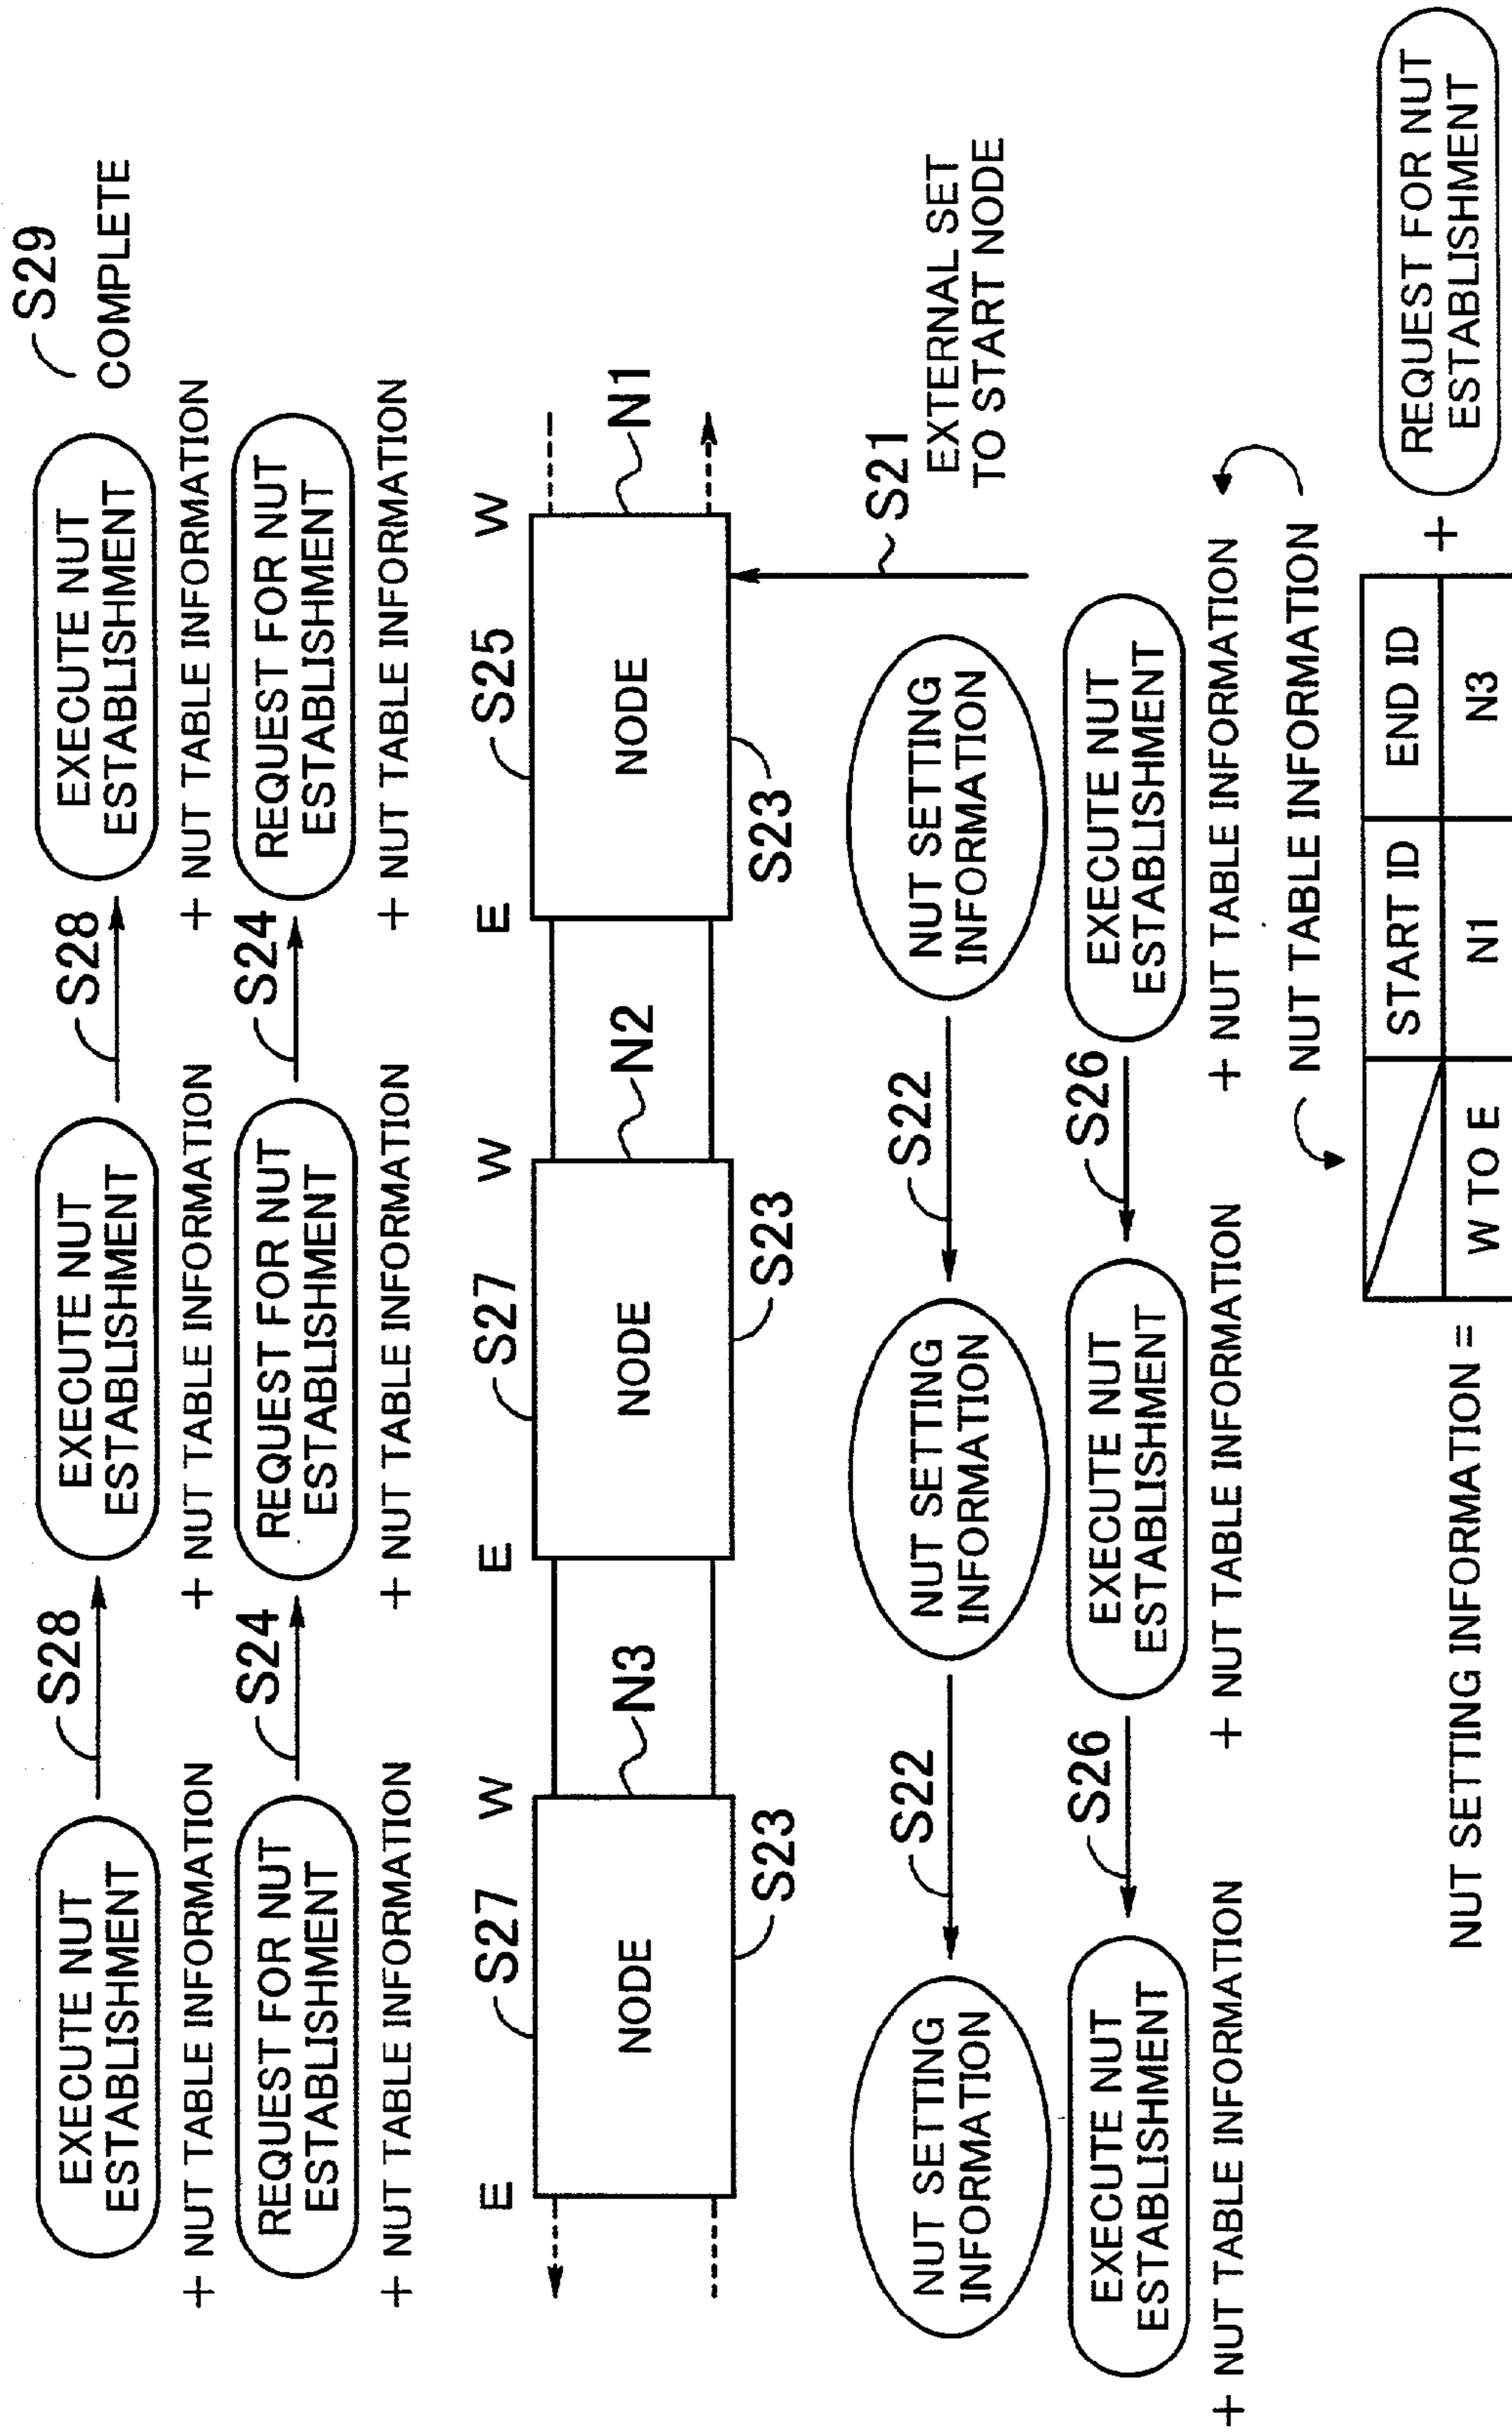 S29
COMPLETE
EXECUTE NUT
ESTABLISHMENT
S28
EXECUTE NUT
ESTABLISHMENT
S28
EXECUTE NUT
ESTABLISHMENT
+ NUT TABLE INFORMATION
+ NUT TABLE INFORMATION
+ NUT TABLE INFORMATION
REQUEST FOR NUT
ESTABLISHMENT
S24
REQUEST FOR NUT
ESTABLISHMENT
S24
REQUEST FOR NUT
ESTABLISHMENT
+ NUT TABLE INFORMATION
+ NUT TABLE INFORMATION
+ NUT TABLE INFORMATION
E
S27
W
E
S27
W
E
S25
W
NODE
N3
NODE
N2
NODE
N1
S23
S23
S23
S21
EXTERNAL SET
TO START NODE
NUT SETTING
INFORMATION
S22
NUT SETTING
INFORMATION
S22
NUT SETTING
INFORMATION
EXECUTE NUT
ESTABLISHMENT
S26
EXECUTE NUT
ESTABLISHMENT
S26
EXECUTE NUT
ESTABLISHMENT
+ NUT TABLE INFORMATION
+ NUT TABLE INFORMATION
+ NUT TABLE INFORMATION
NUT TABLE INFORMATION
NUT SETTING INFORMATION =
START ID
END ID
W TO E
N1
N3
+
REQUEST FOR NUT
ESTABLISHMENT